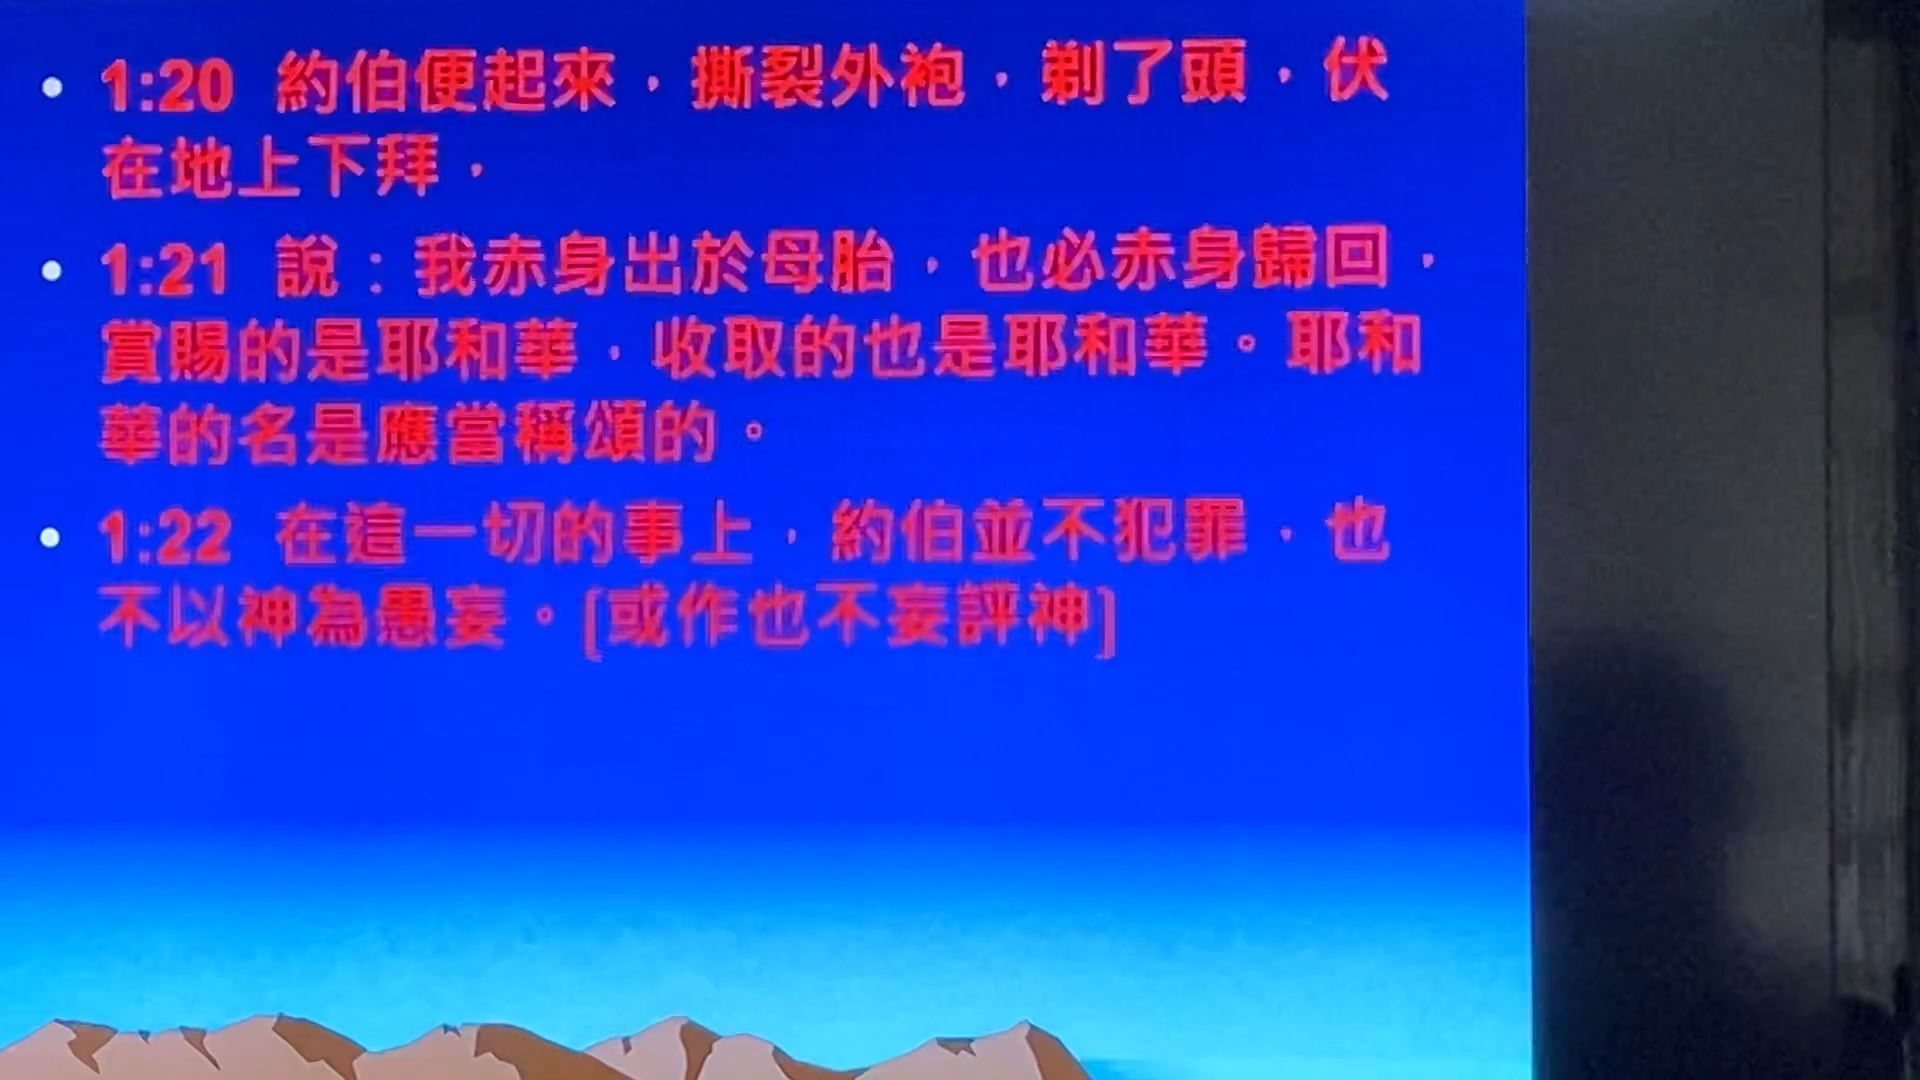 • 1:20 約伯便起來，撕裂外袍，剃了頭，伏
在地上下拜，
• 1:21 說：我赤身出於母胎，也必赤身歸回，
賞賜的是耶和華，收取的也是耶和華。耶和
華的名是應當稱頌的。
• 1:22 在這一切的事上，約伯並不犯罪，也
不以神為愚妄。[或作也不妄評神]